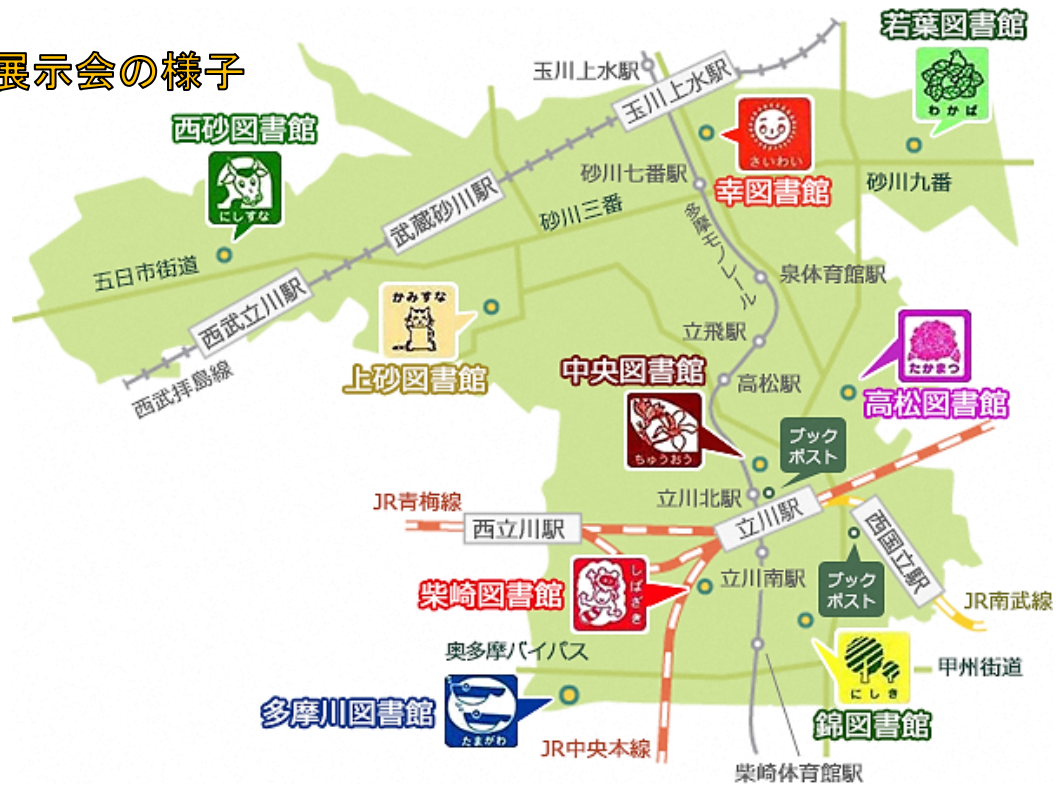 展示会の様子
若葉図書館
わかば
玉川上水駅
玉川上水駅
西砂図書館
にしすな
さいわい
幸図書館
砂川七番駅
砂川九番
武蔵砂川駅
砂川三番
多摩モノレール
五日市街道
泉体育館駅
西武立川駅
かみすな
上砂図書館
西武拝島線
立飛駅
たかまつ
高松図書館
中央図書館
ちゅうおう
高松駅
ブック
ポスト
立川北駅
JR青梅線
西立川駅
立川駅
西国立駅
柴崎図書館
しばざき
立川南駅
ブック
ポスト
JR南武線
奥多摩バイパス
にしき
甲州街道
錦図書館
多摩川図書館
たまがわ
JR中央本線
柴崎体育館駅